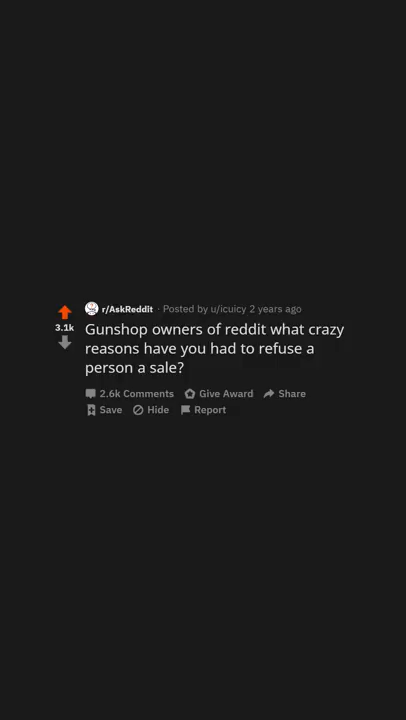 r/AskReddit · Posted by u/icuicy 2 years ago
3.1k
Gunshop owners of reddit what crazy
reasons have you had to refuse a
person a sale?
2.6k Comments Give Award Share
Save Hide Report